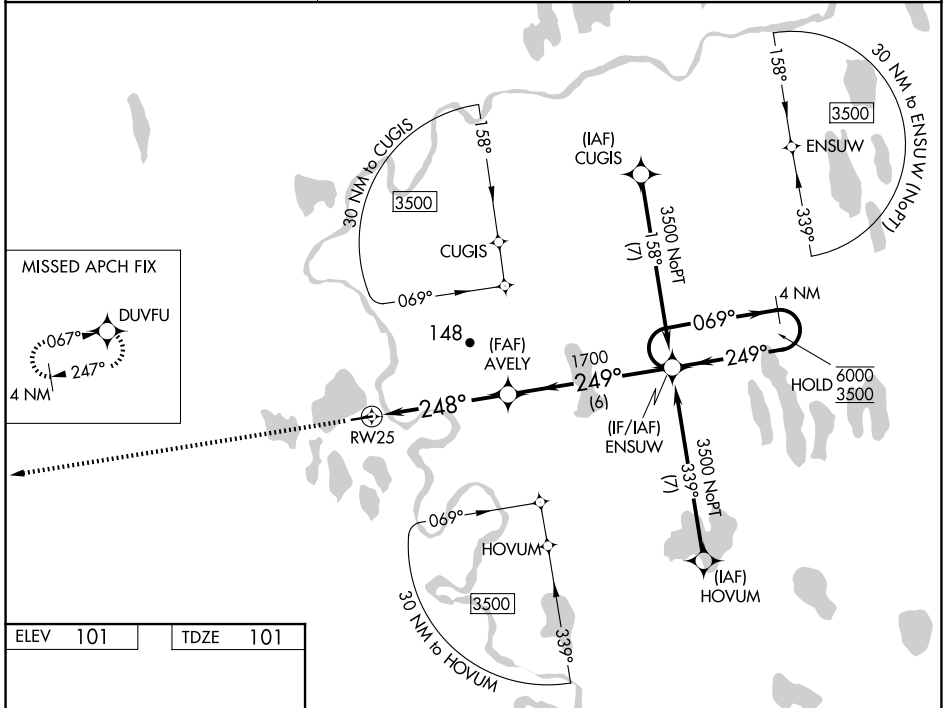 158°
30 NM to ENSUW (NoPT)
3500
ENSUW
339°
30 NM to CUGIS
158°
3500
CUGIS
069°
(IAF)
CUGIS
3500 NoPT
158°
(7)
MISSED APCH FIX
DUVFU
067°
247°
4 NM
148
(FAF)
AVELY
1700
249°
(6)
248°
RW25
4 NM
069°
249°
HOLD
6000
3500
(IF/IAF)
ENSUW
3500 NoPT
339°
(7)
(IAF)
HOVUM
069°
HOVUM
3500
339°
30 NM to HOVUM
ELEV 101
TDZE 101